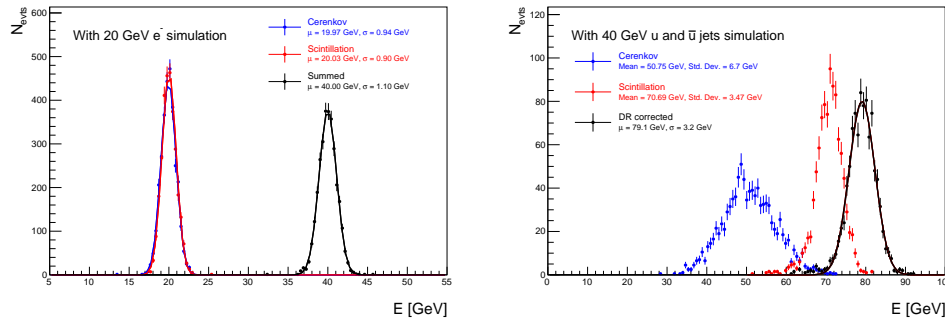 N_evts
600
500
400
300
200
100
0
With 20 GeV e⁻ simulation
Cerenkov
μ = 19.97 GeV, σ = 0.94 GeV
Scintillation
μ = 20.03 GeV, σ = 0.90 GeV
Summed
μ = 40.00 GeV, σ = 1.10 GeV
5 10 15 20 25 30 35 40 45 50 55
E [GeV]
N_evts
120
100
80
60
40
20
0
With 40 GeV u and u̅ jets simulation
Cerenkov
Mean = 50.75 GeV, Std. Dev. = 6.7 GeV
Scintillation
Mean = 70.69 GeV, Std. Dev. = 3.47 GeV
DR corrected
μ = 79.1 GeV, σ = 3.2 GeV
10 20 30 40 50 60 70 80 90 100
E [GeV]